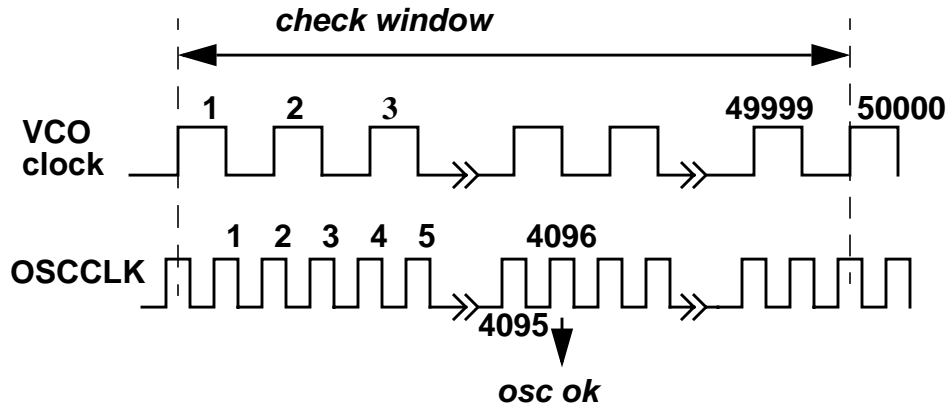 check window
1 2 3 49999 50000
VCO
clock
1 2 3 4 5 4096
OSCCLK
4095
osc ok